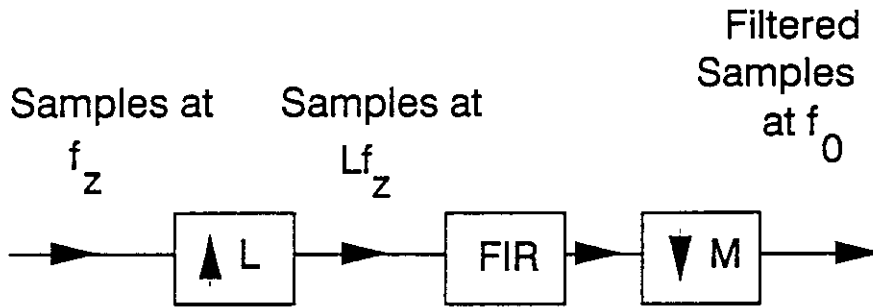 Filtered
Samples
at f0
Samples at
fz
Samples at
Lfz
L
FIR
M